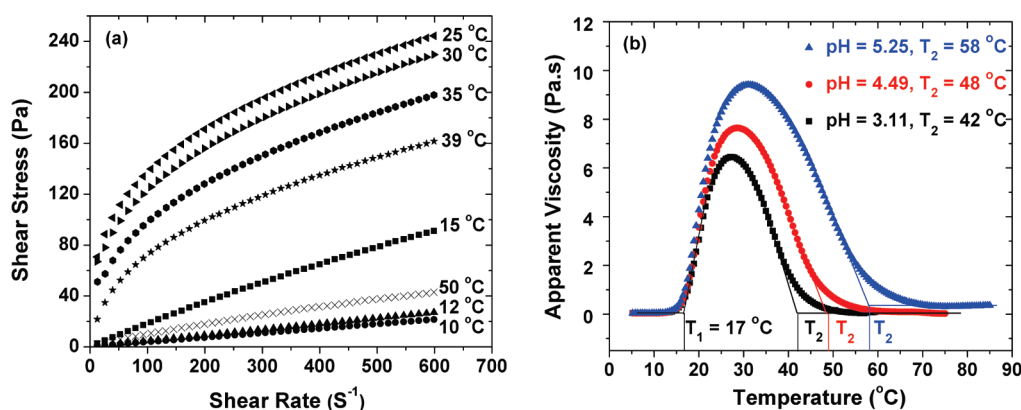 (a)
Shear Stress (Pa)
240
200
160
120
80
40
0
25 °C
30 °C
35 °C
39 °C
15 °C
50 °C
12 °C
10 °C
0 100 200 300 400 500 600 700
Shear Rate (S⁻¹)
(b)
Apparent Viscosity (Pa.s)
12
10
8
6
4
2
0
pH = 5.25, T₂ = 58 °C
pH = 4.49, T₂ = 48 °C
pH = 3.11, T₂ = 42 °C
T₁ = 17 °C T₂ T₂ T₂
0 10 20 30 40 50 60 70 80 90
Temperature (°C)